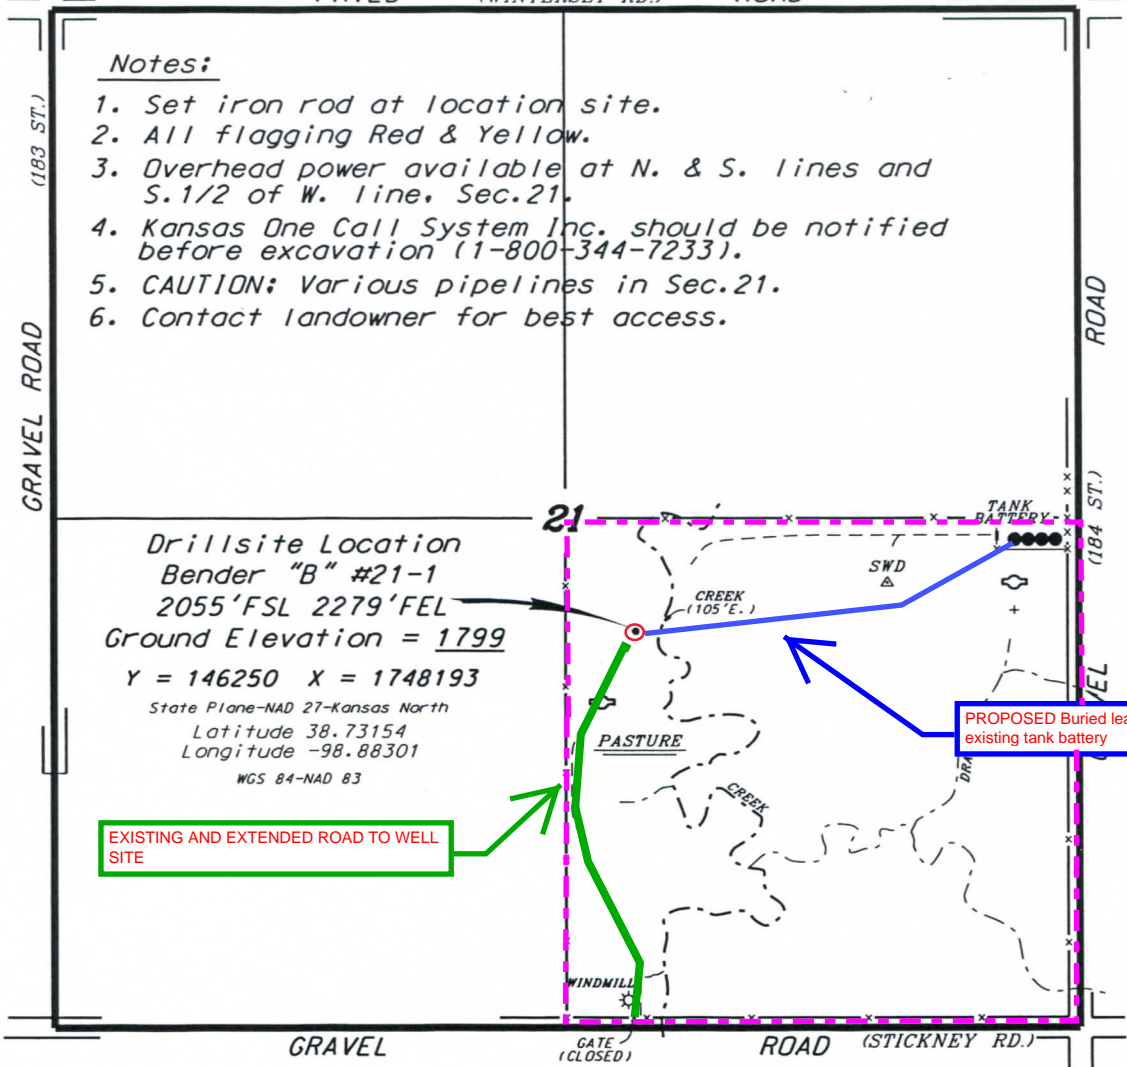 PAVED (WINTERSET RD.) ROAD
Notes:
1. Set iron rod at location site.
2. All flagging Red & Yellow.
3. Overhead power available at N. & S. lines and
S.1/2 of W. line, Sec.21.
4. Kansas One Call System Inc. should be notified
before excavation (1-800-344-7233).
5. CAUTION: Various pipelines in Sec.21.
6. Contact landowner for best access.
(183 ST.)
GRAVEL ROAD
ROAD
(184 ST.)
21
TANK
BATTERY
Drillsite Location
Bender "B" #21-1
2055'FSL 2279'FEL
Ground Elevation = 1799
Y = 146250 X = 1748193
State Plane-NAD 27-Kansas North
Latitude 38.73154
Longitude -98.88301
WGS 84-NAD 83
SWD
CREEK
(105'E.)
PROPOSED Buried lea
existing tank battery
PASTURE
CREEK
EXISTING AND EXTENDED ROAD TO WELL
SITE
WINDMILL
GATE
(CLOSED)
GRAVEL ROAD (STICKNEY RD.)